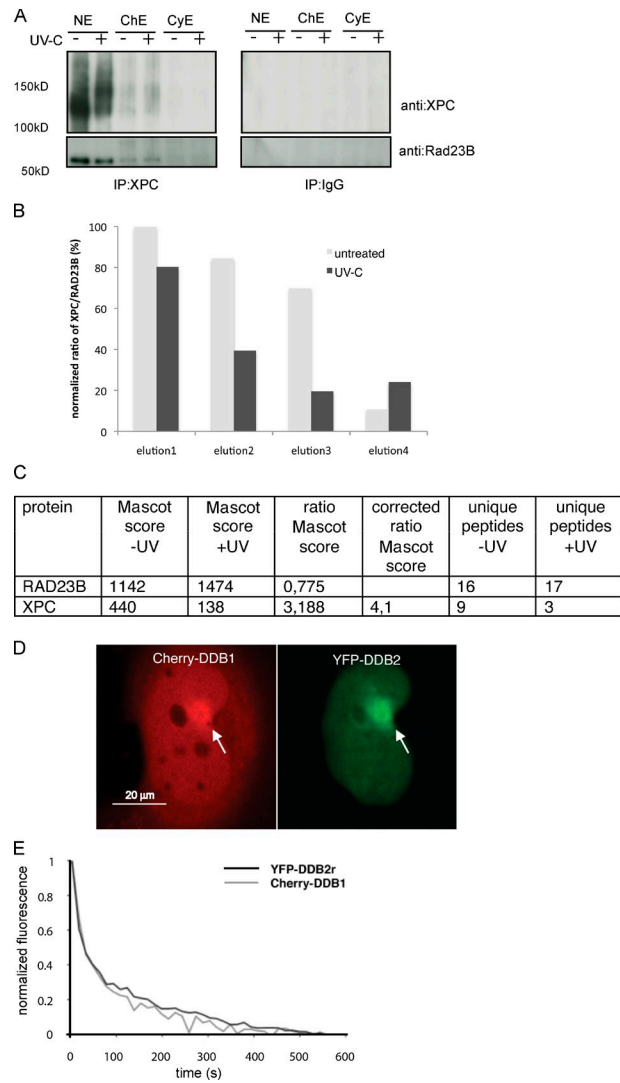 A
NE ChE CyE NE ChE CyE
UV-C - + - + - + - + - + - +
150kD
100kD
anti:XPC
50kD
anti:Rad23B
IP:XPC IP:IgG
B
normalized ratio of XPC/RAD23B (%)
100
80
60
40
20
0
untreated
UV-C
elution1 elution2 elution3 elution4
C
protein Mascot score -UV Mascot score +UV ratio Mascot score corrected ratio Mascot score unique peptides -UV unique peptides +UV
RAD23B 1142 1474 0,775 16 17
XPC 440 138 3,188 4,1 9 3
D
Cherry-DDB1 YFP-DDB2
20 µm
E
normalized fluorescence
1
0.8
0.6
0.4
0.2
0
YFP-DDB2r
Cherry-DDB1
0 100 200 300 400 500 600
time (s)